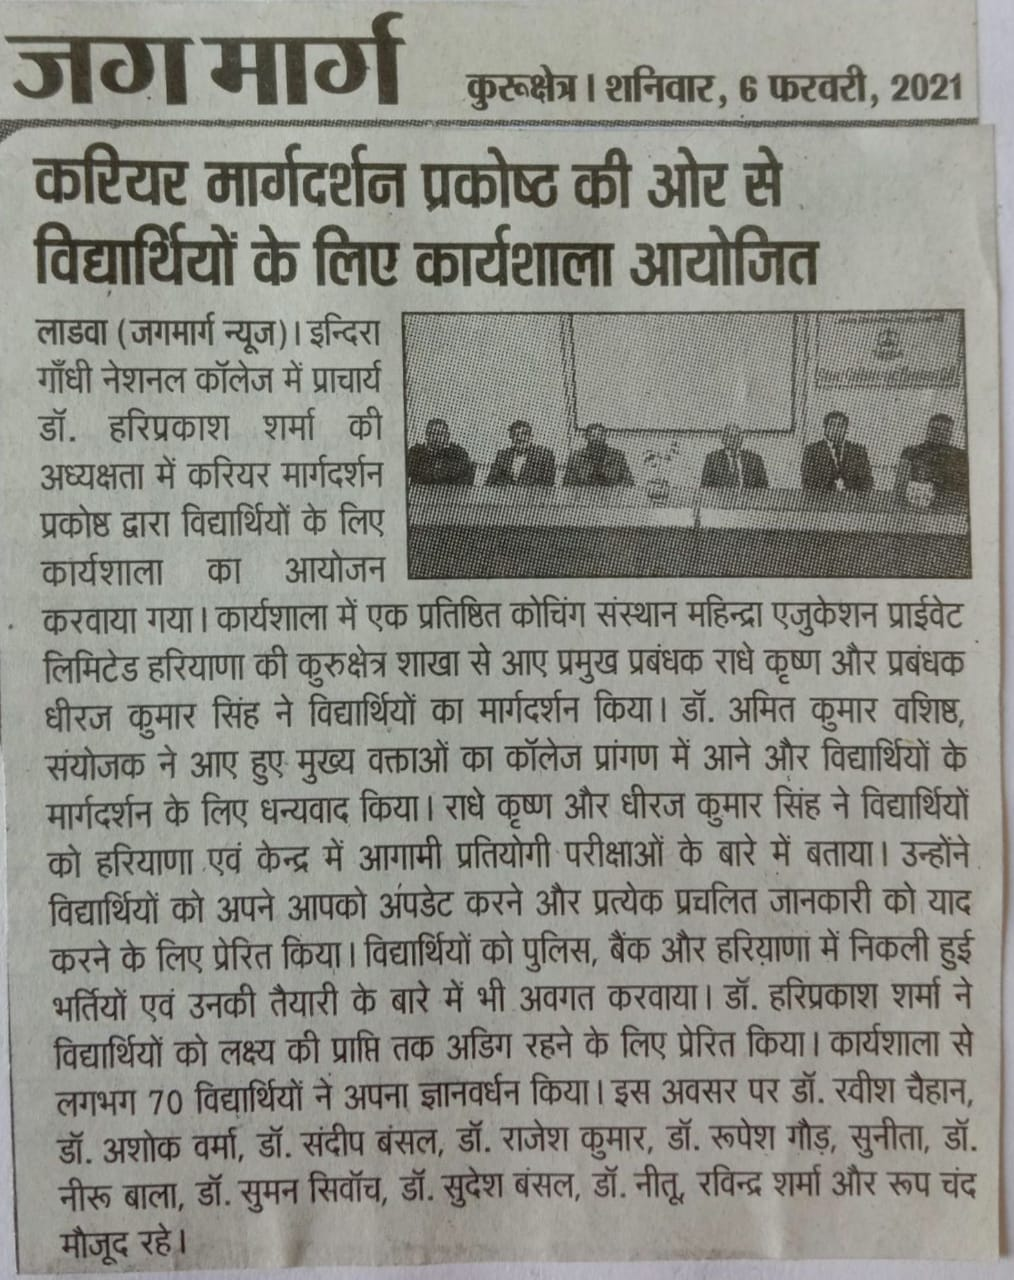 जग मार्ग
कुरूक्षेत्र । शनिवार, 6 फरवरी, 2021
करियर मार्गदर्शन प्रकोष्ठ की ओर से
विद्यार्थियों के लिए कार्यशाला आयोजित
लाडवा (जगमार्ग न्यूज)। इन्दिरा
गाँधी नेशनल कॉलेज में प्राचार्य
डॉ. हरिप्रकाश शर्मा की
अध्यक्षता में करियर मार्गदर्शन
प्रकोष्ठ द्वारा विद्यार्थियों के लिए
कार्यशाला का आयोजन
करवाया गया। कार्यशाला में एक प्रतिष्ठित कोचिंग संस्थान महिन्द्रा एजुकेशन प्राईवेट
लिमिटेड हरियाणा की कुरुक्षेत्र शाखा से आए प्रमुख प्रबंधक राधे कृष्ण और प्रबंधक
धीरज कुमार सिंह ने विद्यार्थियों का मार्गदर्शन किया। डॉ. अमित कुमार वशिष्ठ,
संयोजक ने आए हुए मुख्य वक्ताओं का कॉलेज प्रांगण में आने और विद्यार्थियों के
मार्गदर्शन के लिए धन्यवाद किया। राधे कृष्ण और धीरज कुमार सिंह ने विद्यार्थियों
को हरियाणा एवं केन्द्र में आगामी प्रतियोगी परीक्षाओं के बारे में बताया। उन्होंने
विद्यार्थियों को अपने आपको अपडेट करने और प्रत्येक प्रचलित जानकारी को याद
करने के लिए प्रेरित किया। विद्यार्थियों को पुलिस, बैंक और हरियाणा में निकली हुई
भर्तियों एवं उनकी तैयारी के बारे में भी अवगत करवाया। डॉ. हरिप्रकाश शर्मा ने
विद्यार्थियों को लक्ष्य की प्राप्ति तक अडिग रहने के लिए प्रेरित किया। कार्यशाला से
लगभग 70 विद्यार्थियों ने अपना ज्ञानवर्धन किया। इस अवसर पर डॉ. रवीश चैहान,
डॉ. अशोक वर्मा, डॉ. संदीप बंसल, डॉ. राजेश कुमार, डॉ. रूपेश गौड़, सुनीता, डॉ.
नीरू बाला, डॉ. सुमन सिवॉच, डॉ. सुदेश बंसल, डॉ. नीतू, रविन्द्र शर्मा और रूप चंद
मौजूद रहे।